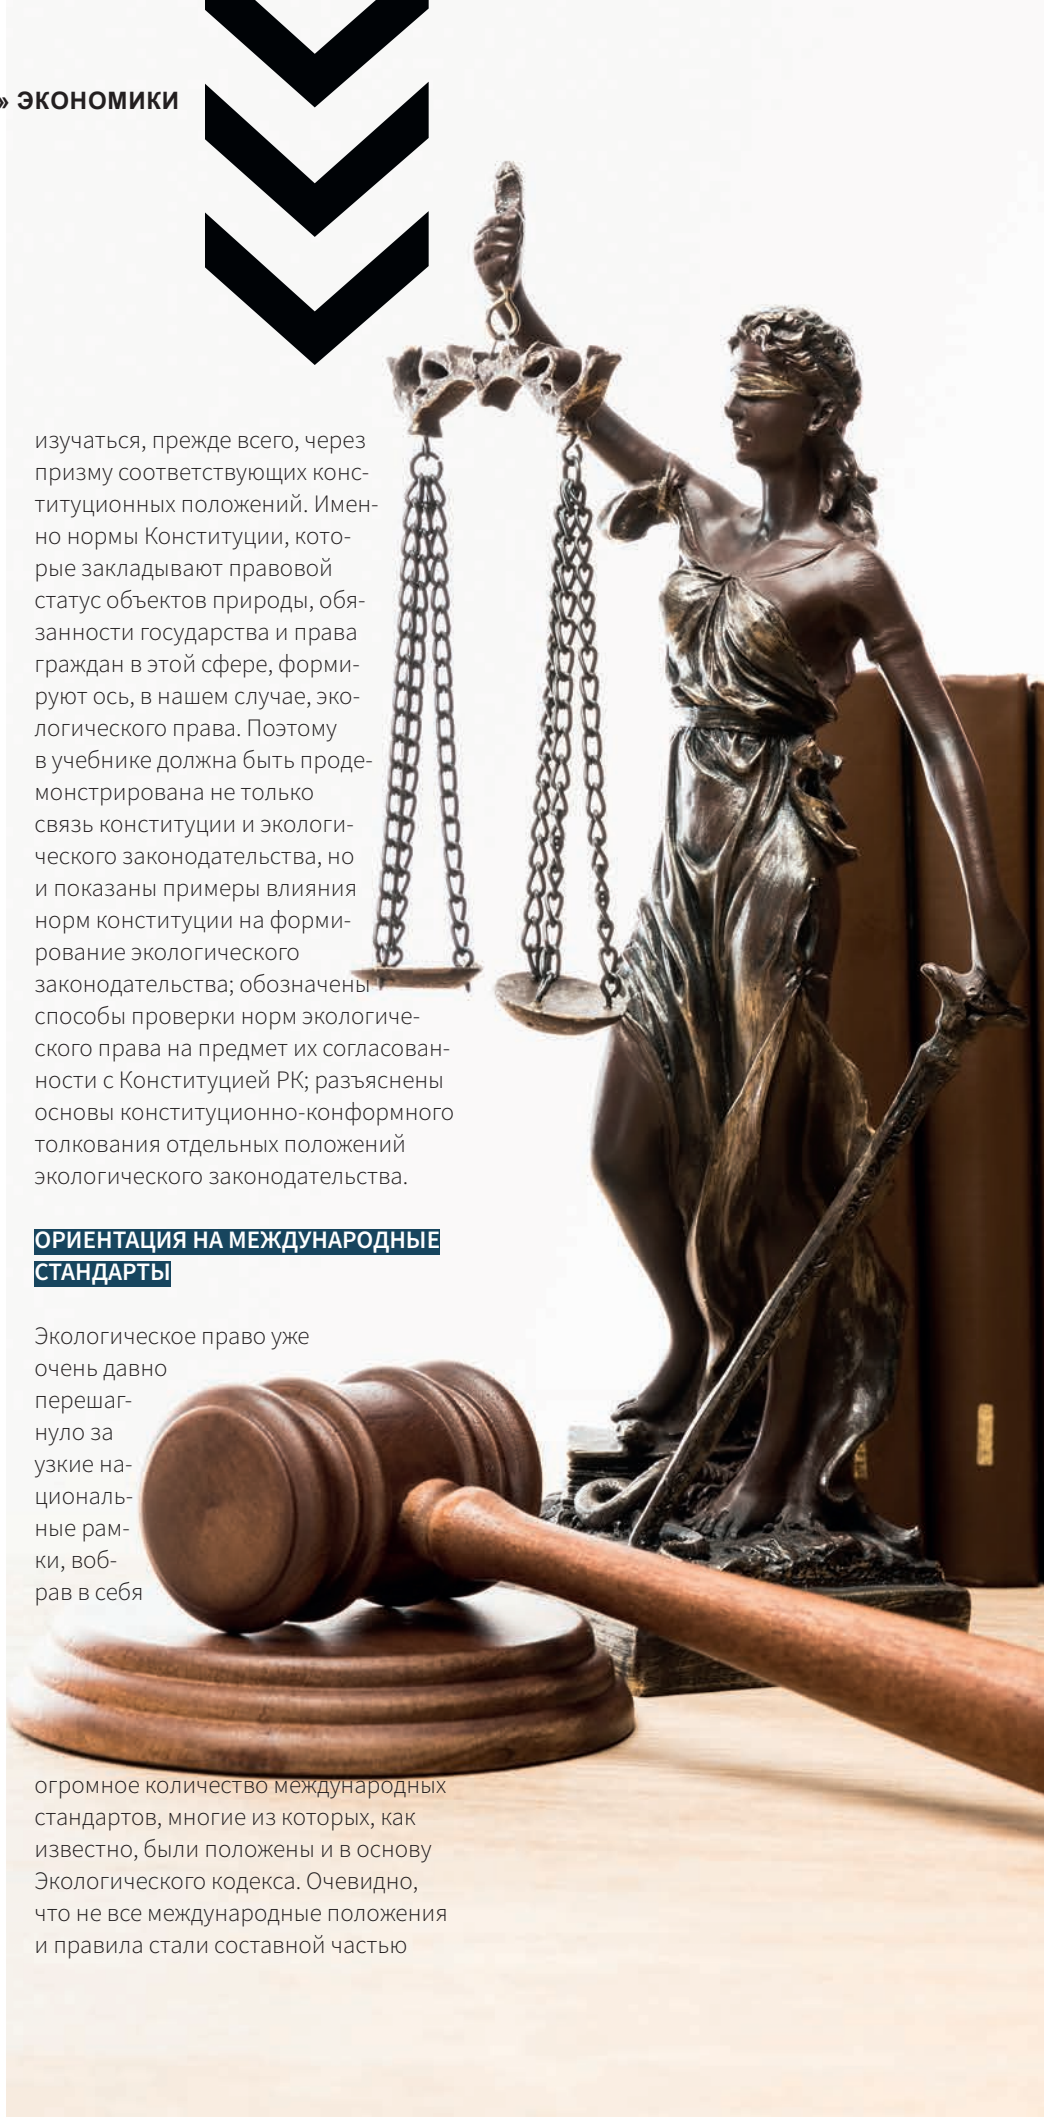 » ЭКОНОМИКИ
изучаться, прежде всего, через
призму соответствующих конс-
титуционных положений. Имен-
но нормы Конституции, кото-
рые закладывают правовой
статус объектов природы, обя-
занности государства и права
граждан в этой сфере, форми-
руют ось, в нашем случае, эко-
логического права. Поэтому
в учебнике должна быть проде-
монстрирована не только
связь конституции и экологи-
ческого законодательства, но
и показаны примеры влияния
норм конституции на форми-
рование экологического
законодательства; обозначены
способы проверки норм экологиче-
ского права на предмет их согласован-
ности с Конституцией РК; разъяснены
основы конституционно-конформного
толкования отдельных положений
экологического законодательства.
ОРИЕНТАЦИЯ НА МЕЖДУНАРОДНЫЕ
СТАНДАРТЫ
Экологическое право уже
очень давно
перешаг-
нуло за
узкие на-
циональ-
ные рам-
ки, воб-
рав в себя
огромное количество международных
стандартов, многие из которых, как
известно, были положены и в основу
Экологического кодекса. Очевидно,
что не все международные положения
и правила стали составной частью